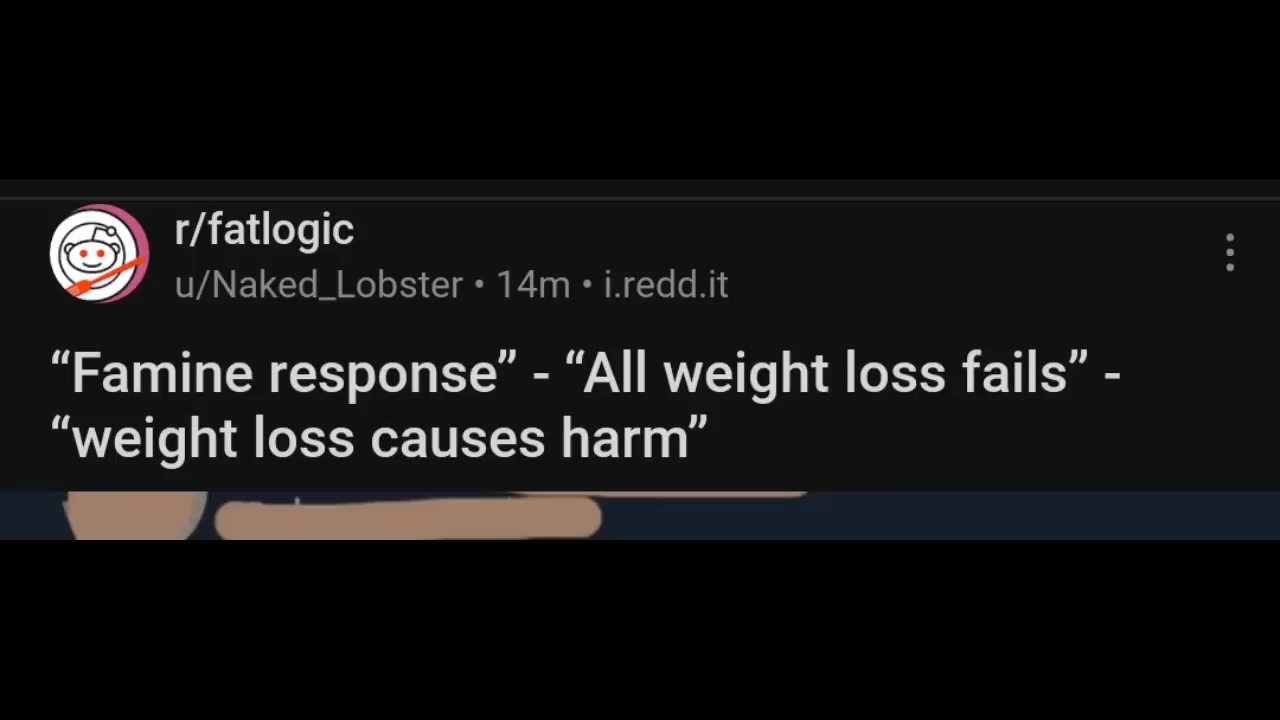 r/fatlogic
u/Naked_Lobster • 14m • i.redd.it
“Famine response” - “All weight loss fails” -
“weight loss causes harm”